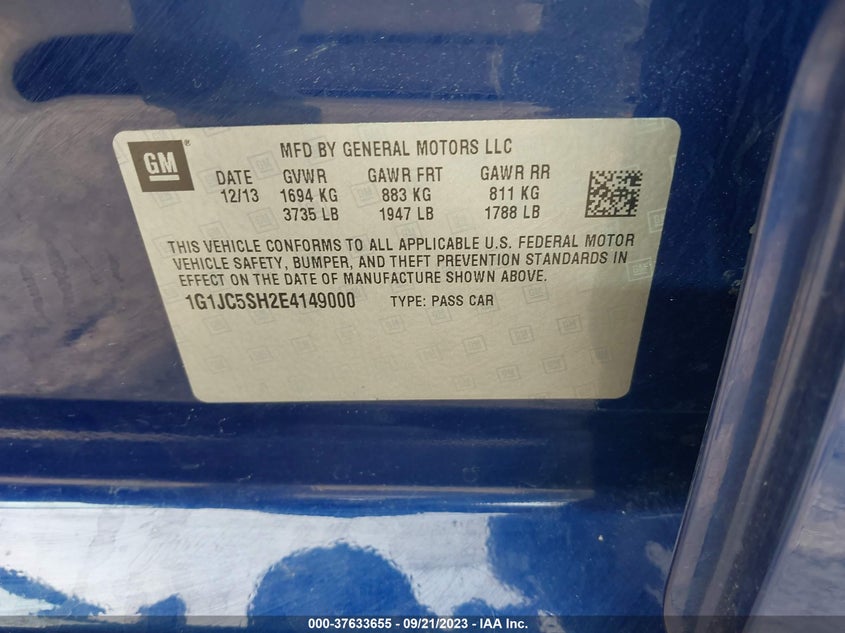 GM
MFD BY GENERAL MOTORS LLC
DATE GVWR GAWR FRT GAWR RR
12/13 1694 KG 883 KG 811 KG
3735 LB 1947 LB 1788 LB
THIS VEHICLE CONFORMS TO ALL APPLICABLE U.S. FEDERAL MOTOR
VEHICLE SAFETY, BUMPER, AND THEFT PREVENTION STANDARDS IN
EFFECT ON THE DATE OF MANUFACTURE SHOWN ABOVE.
1G1JC5SH2E4149000 TYPE: PASS CAR
000-37633655 - 09/21/2023 - IAA Inc.